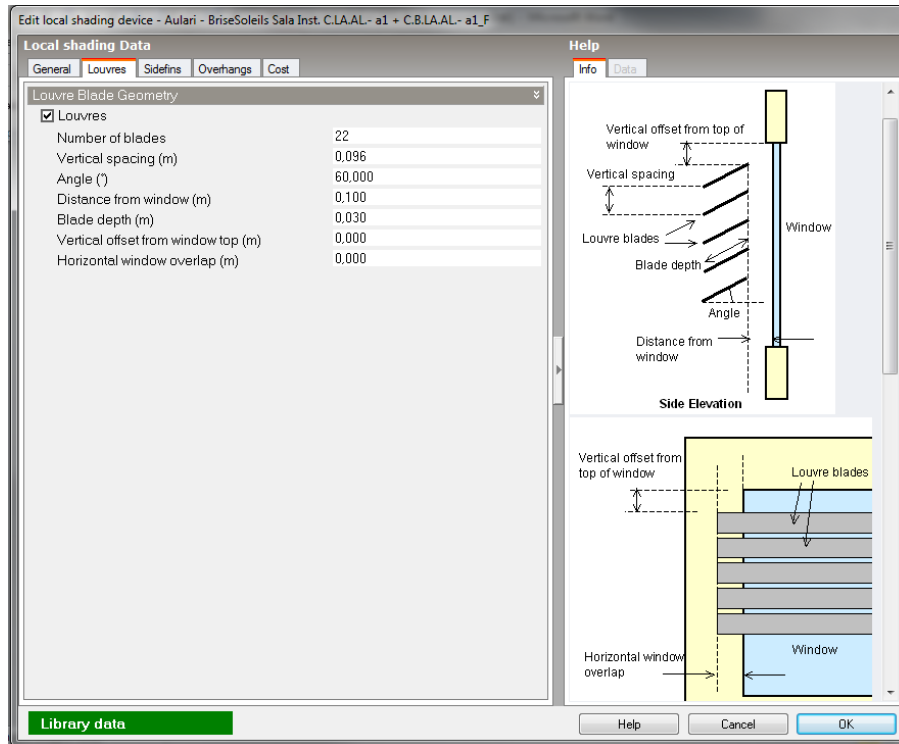 Edit local shading device - Aulari - BriseSoleils Sala Inst. C.LA.AL.- a1 + C.B.LA.AL.- a1_F
Local shading Data
General Louvres Sidefins Overhangs Cost
Louvre Blade Geometry
Louvres
Number of blades 22
Vertical spacing (m) 0,096
Angle (°) 60,000
Distance from window (m) 0,100
Blade depth (m) 0,030
Vertical offset from window top (m) 0,000
Horizontal window overlap (m) 0,000
Library data
Help
Info Data
Vertical offset from top of
window
Vertical spacing
Window
Louvre blades
Blade depth
Angle
Distance from
window
Side Elevation
Vertical offset from
top of window
Louvre blades
Horizontal window
overlap
Window
Help Cancel OK